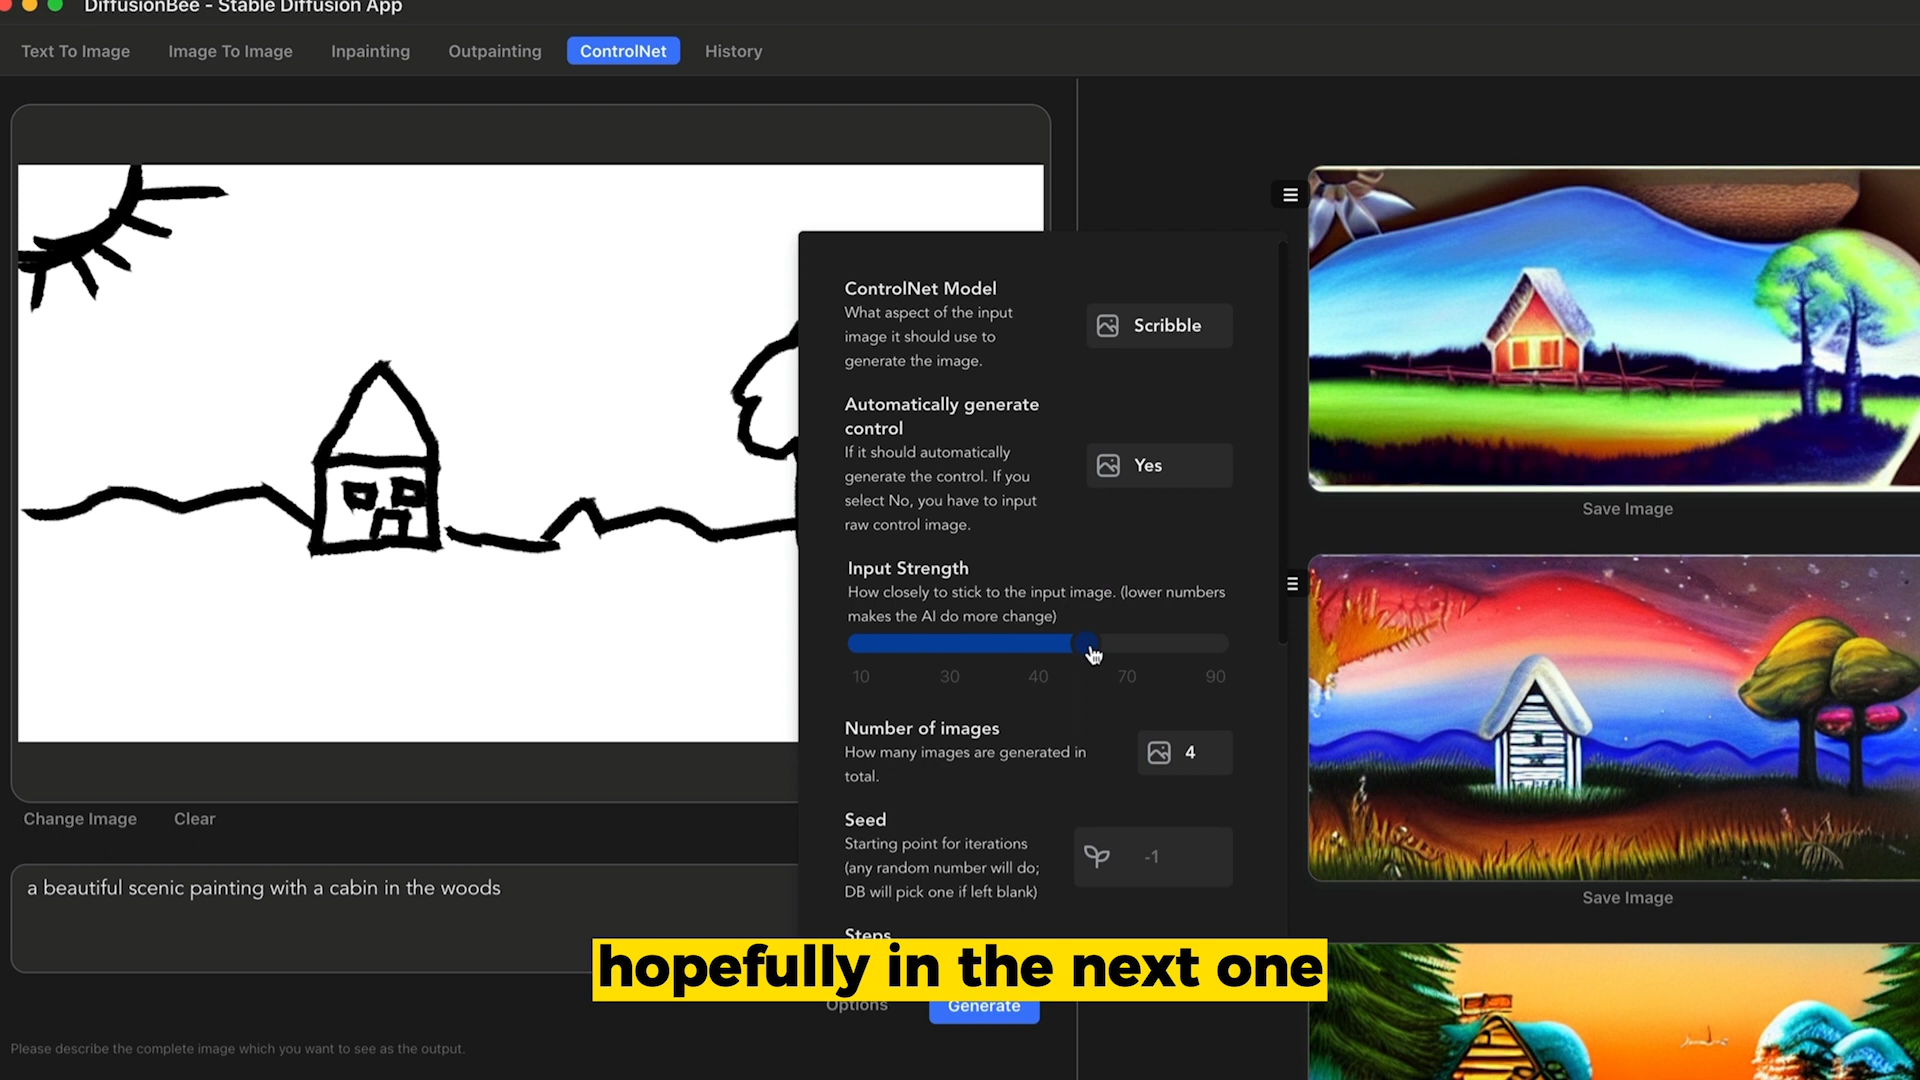 DiffusionBee - Stable Diffusion App
Text To Image
Image To Image
Inpainting
Outpainting
ControlNet
History
ControlNet Model
What aspect of the input
image it should use to
generate the image.
Scribble
Automatically generate
control
If it should automatically
generate the control. If you
select No, you have to input
raw control image.
Yes
Input Strength
How closely to stick to the input image. (lower numbers
makes the AI do more change)
10 30 40 70 90
Number of images
How many images are generated in
total.
4
Seed
Starting point for iterations
(any random number will do;
DB will pick one if left blank)
-1
Steps
Save Image
Save Image
Change Image
Clear
a beautiful scenic painting with a cabin in the woods
hopefully in the next one
Options
Generate
Please describe the complete image which you want to see as the output.